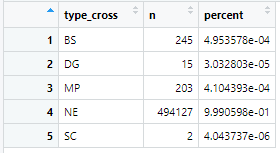 type_cross n percent
1 BS 245 4.953578e-04
2 DG 15 3.032803e-05
3 MP 203 4.104393e-04
4 NE 494127 9.990598e-01
5 SC 2 4.043737e-06